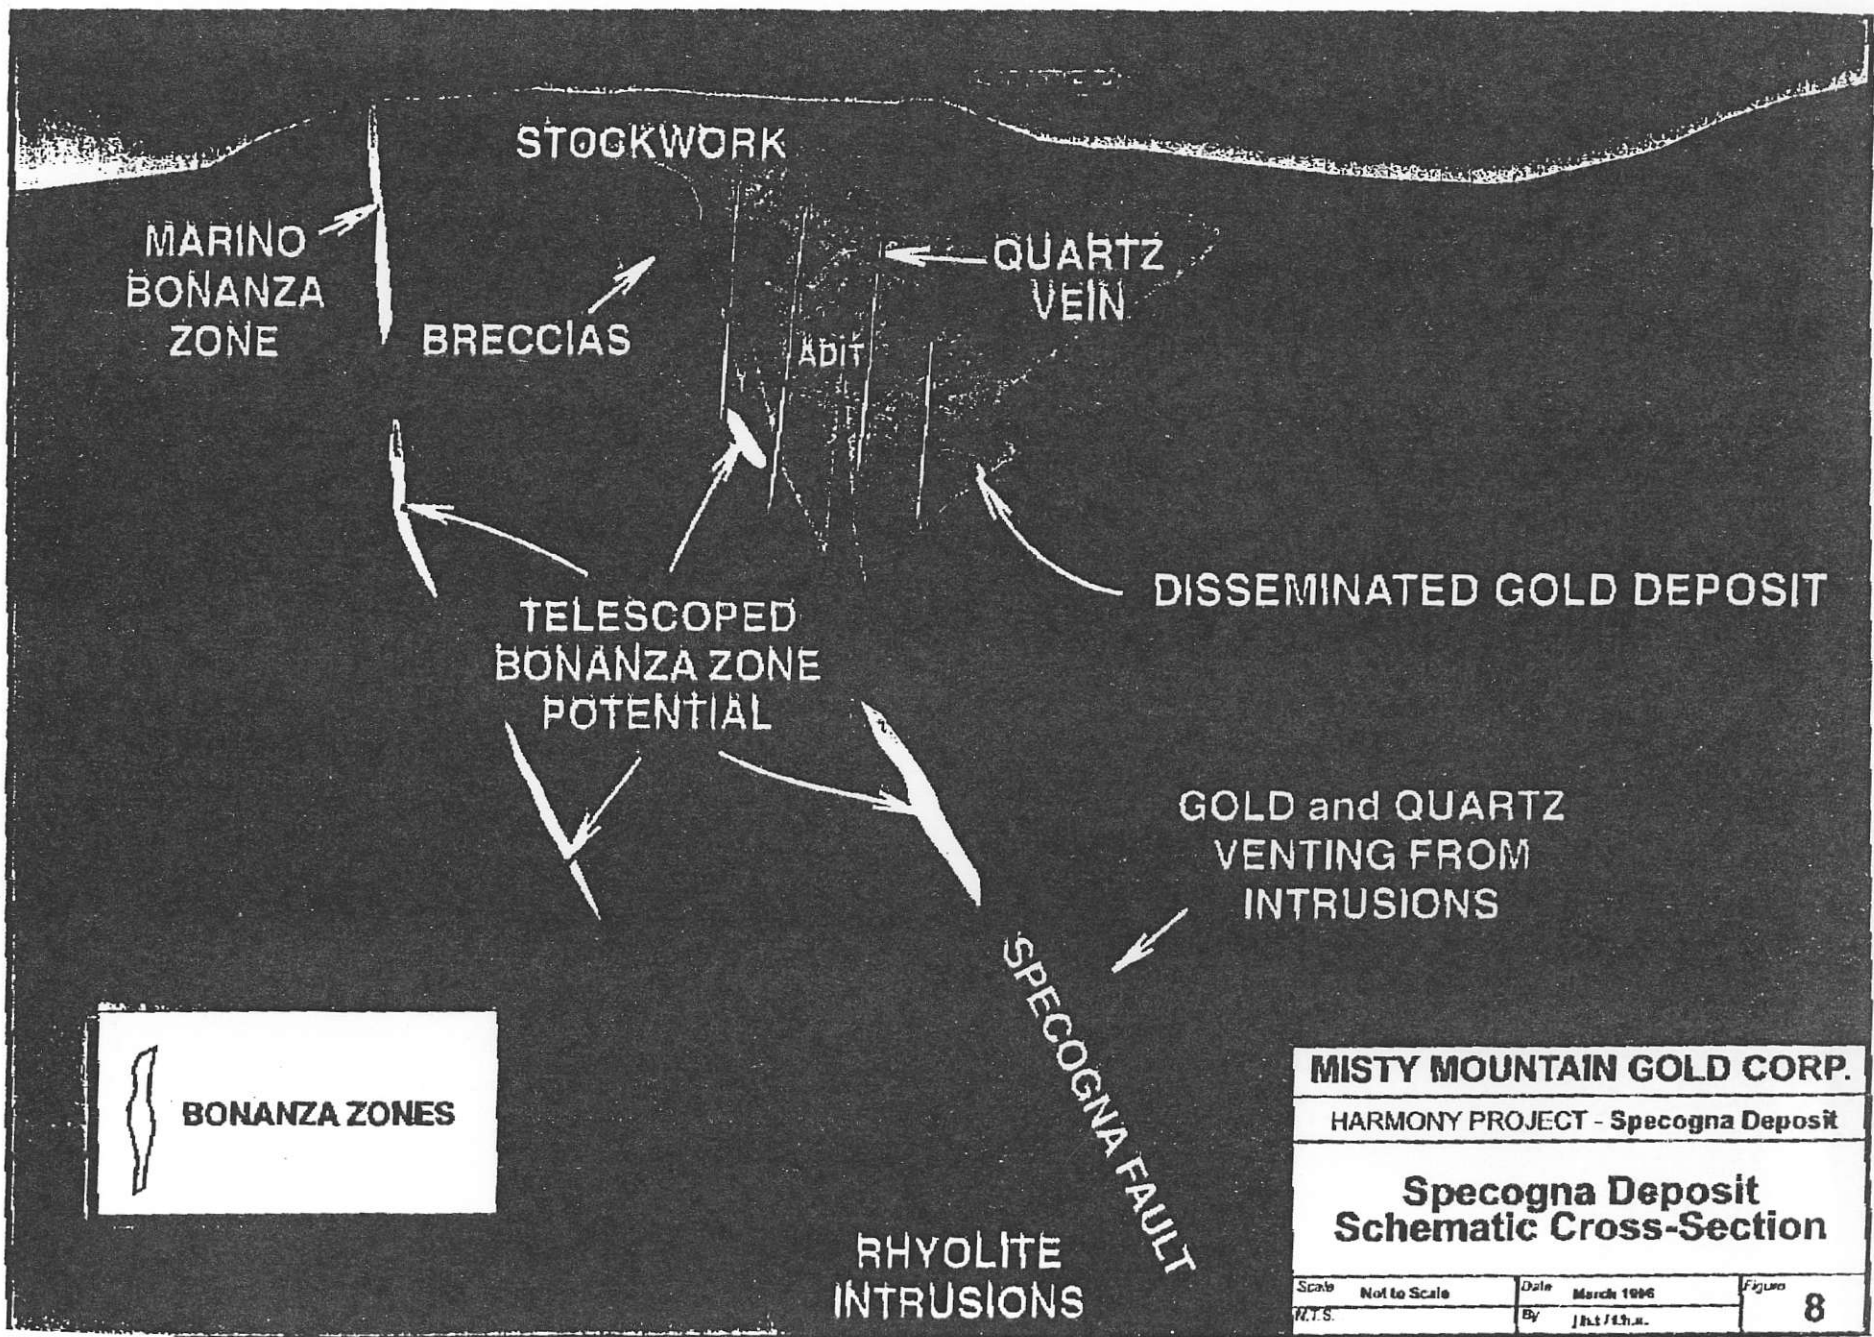 STOCKWORK
MARINO
BONANZA
ZONE
BRECCIAS
QUARTZ
VEIN
ADIT
TELESCOPED
BONANZA ZONE
POTENTIAL
DISSEMINATED GOLD DEPOSIT
GOLD and QUARTZ
VENTING FROM
INTRUSIONS
SPECOGNA FAULT
RHYOLITE
INTRUSIONS
BONANZA ZONES
MISTY MOUNTAIN GOLD CORP.
HARMONY PROJECT - Specogna Deposit
Specogna Deposit
Schematic Cross-Section
Scale Not to Scale
N.T.S.
Date March 1996
By
Figure
8